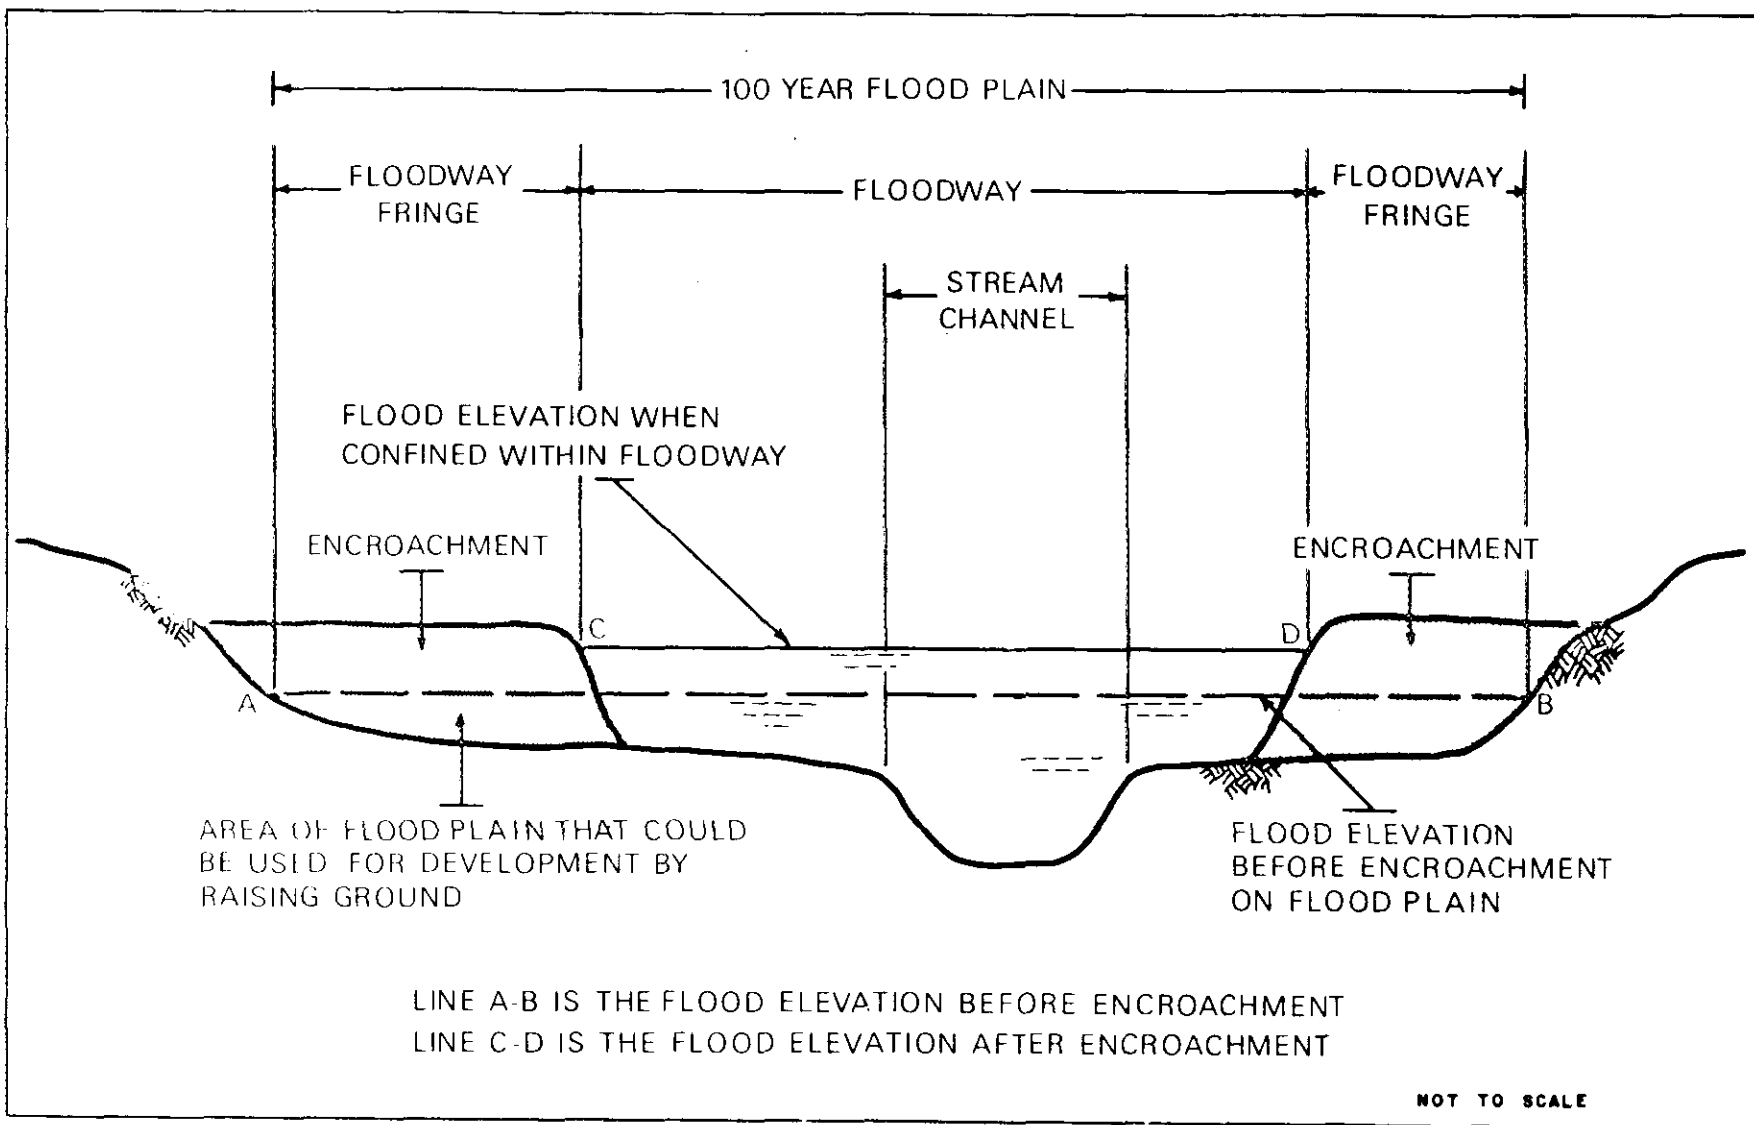 100 YEAR FLOOD PLAIN
FLOODWAY
FRINGE
FLOODWAY
FLOODWAY
FRINGE
STREAM
CHANNEL
FLOOD ELEVATION WHEN
CONFINED WITHIN FLOODWAY
ENCROACHMENT
ENCROACHMENT
C
D
A
B
AREA OF FLOOD PLAIN THAT COULD
BE USED FOR DEVELOPMENT BY
RAISING GROUND
FLOOD ELEVATION
BEFORE ENCROACHMENT
ON FLOOD PLAIN
LINE A-B IS THE FLOOD ELEVATION BEFORE ENCROACHMENT
LINE C-D IS THE FLOOD ELEVATION AFTER ENCROACHMENT
NOT TO SCALE